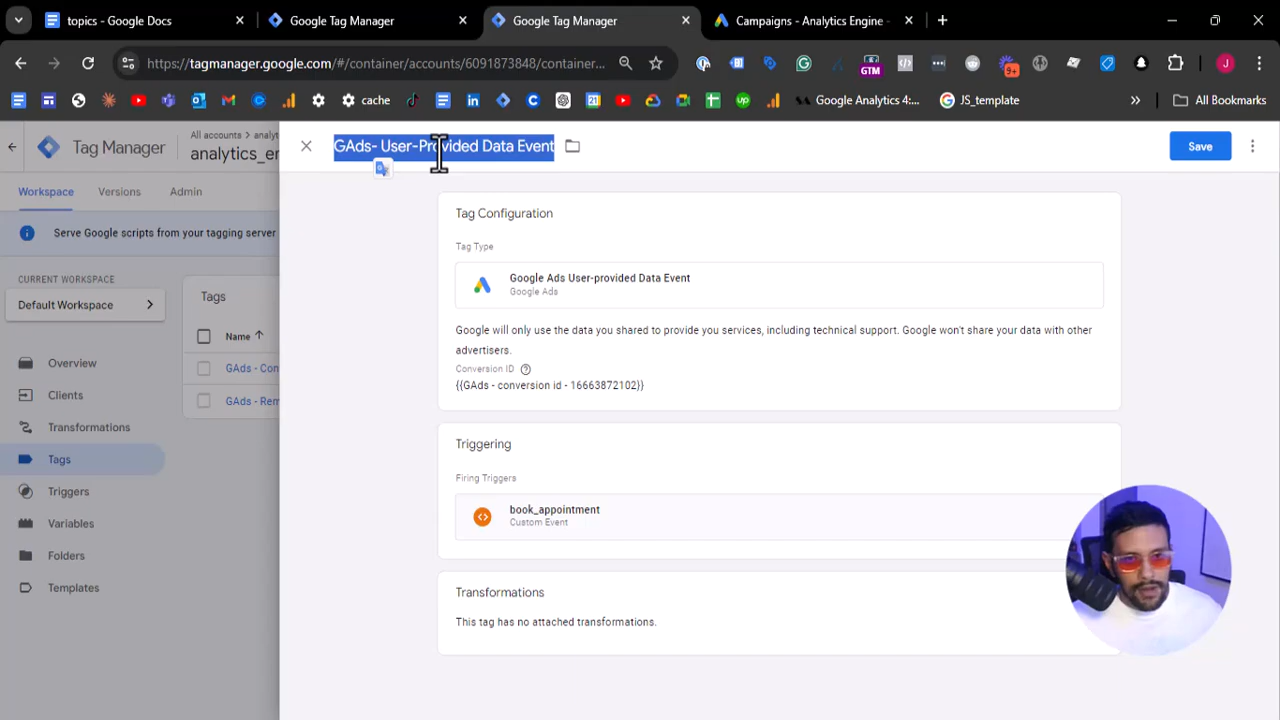 topics - Google Docs
Google Tag Manager
Google Tag Manager
Campaigns - Analytics Engine -
https://tagmanager.google.com/#/container/accounts/6091873848/container...
GTM
9+
J
cache
UP
Google Analytics 4:...
JS_template
All Bookmarks
Tag Manager
All accounts › analyt
analytics_en
GAds- User-Provided Data Event
Save
Workspace
Versions
Admin
Serve Google scripts from your tagging server
CURRENT WORKSPACE
Default Workspace
Overview
Clients
Transformations
Tags
Triggers
Variables
Folders
Templates
Tags
Name
GAds - Con
GAds - Rem
Tag Configuration
Tag Type
Google Ads User-provided Data Event
Google Ads
Google will only use the data you shared to provide you services, including technical support. Google won't share your data with other
advertisers.
Conversion ID
{{GAds - conversion id - 16663872102}}
Triggering
Firing Triggers
book_appointment
Custom Event
Transformations
This tag has no attached transformations.